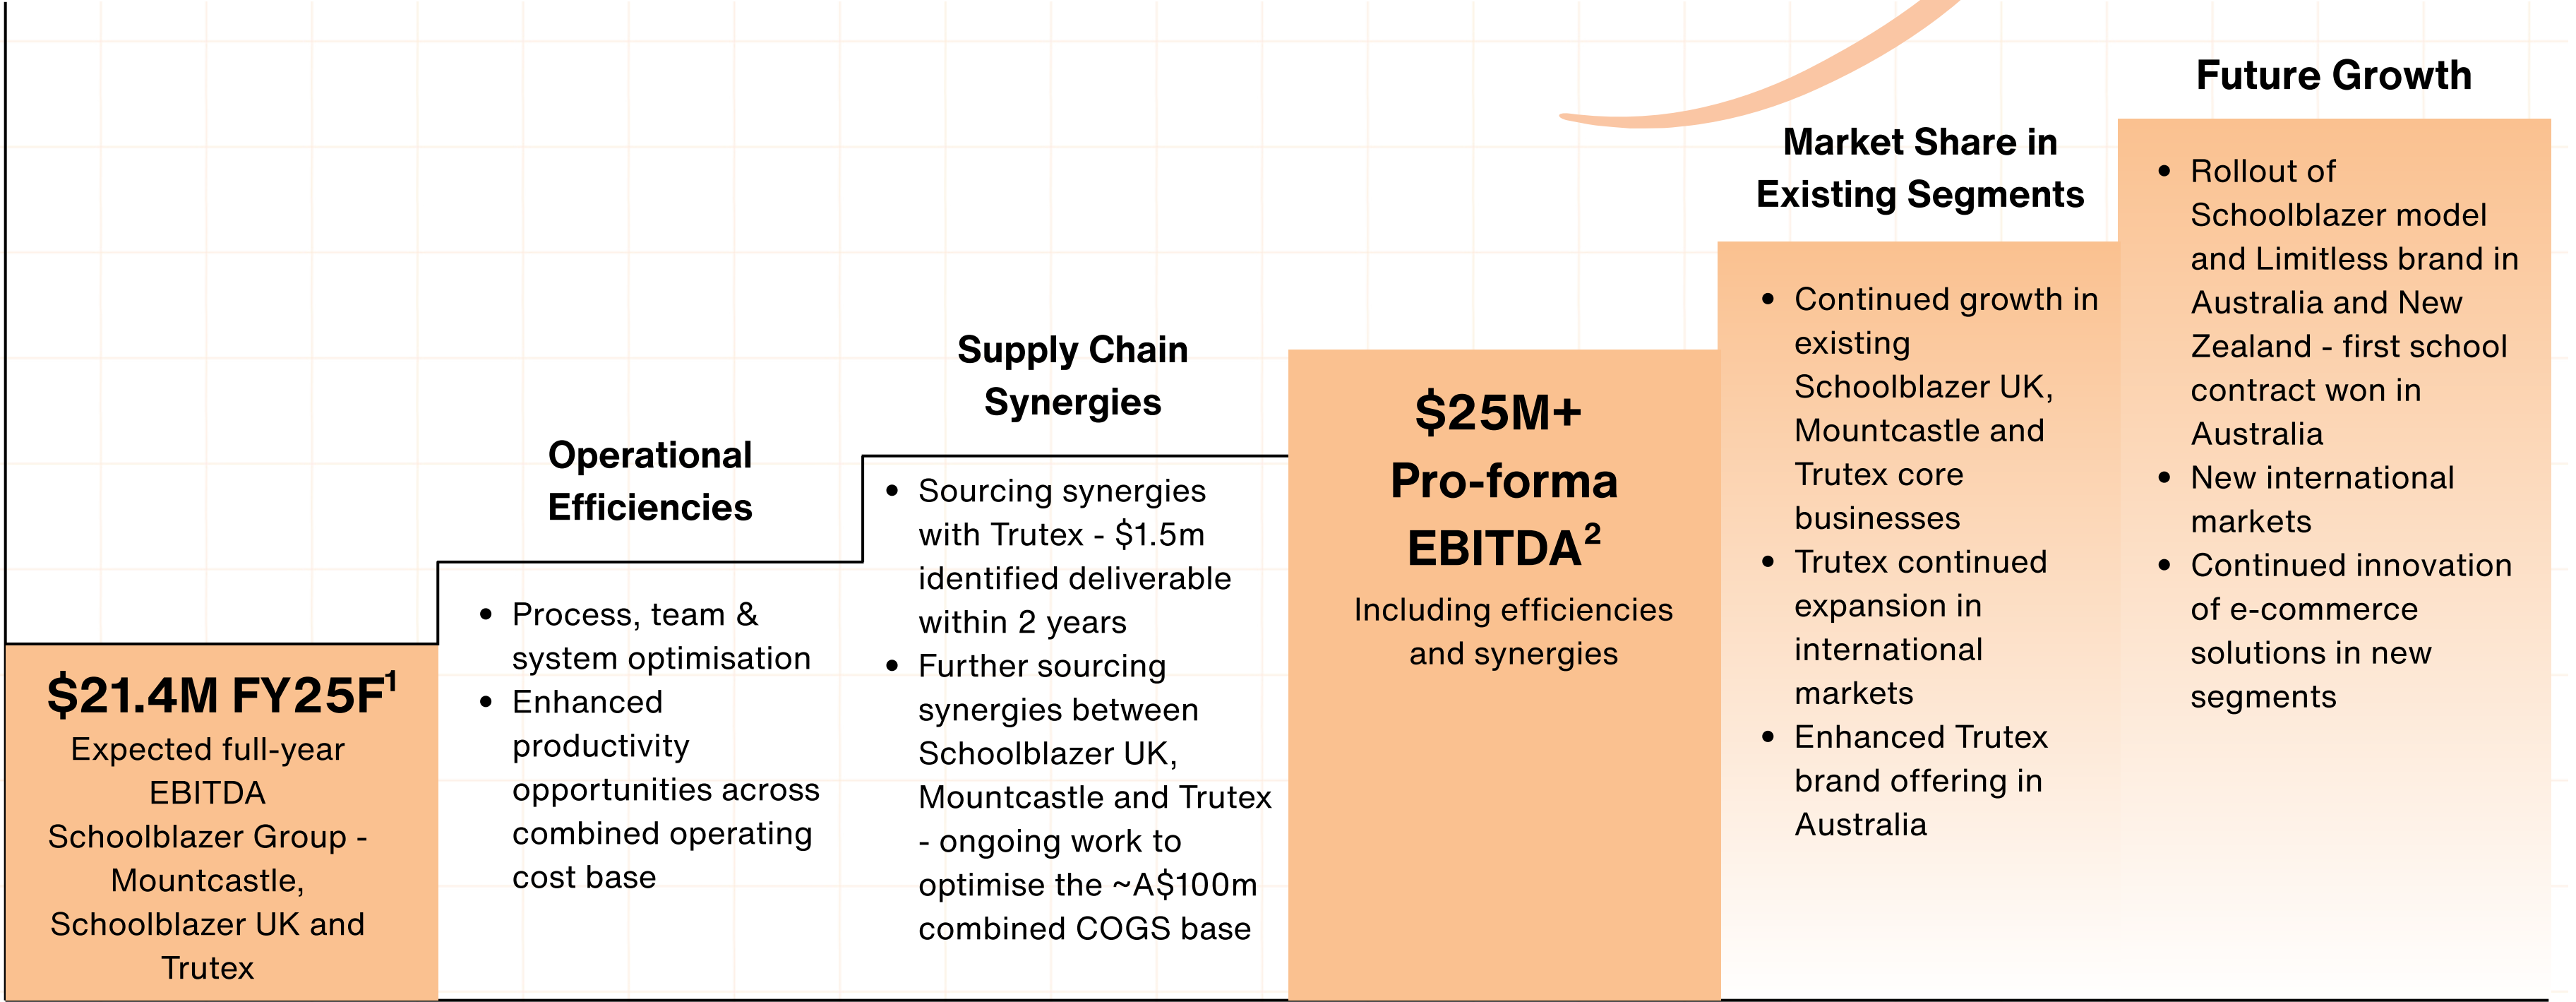 $21.4M FY25F1
Expected full-year
EBITDA
Schoolblazer Group -
Mountcastle,
Schoolblazer UK and
Trutex
Operational
Efficiencies
• Process, team &
system optimisation
• Enhanced
productivity
opportunities across
combined operating
cost base
Supply Chain
Synergies
• Sourcing synergies
with Trutex - $1.5m
identified deliverable
within 2 years
• Further sourcing
synergies between
Schoolblazer UK,
Mountcastle and Trutex
- ongoing work to
optimise the ~A$100m
combined COGS base
$25M+
Pro-forma
EBITDA2
Including efficiencies
and synergies
Market Share in
Existing Segments
• Continued growth in
existing
Schoolblazer UK,
Mountcastle and
Trutex core
businesses
• Trutex continued
expansion in
international
markets
• Enhanced Trutex
brand offering in
Australia
Future Growth
• Rollout of
Schoolblazer model
and Limitless brand in
Australia and New
Zealand - first school
contract won in
Australia
• New international
markets
• Continued innovation
of e-commerce
solutions in new
segments